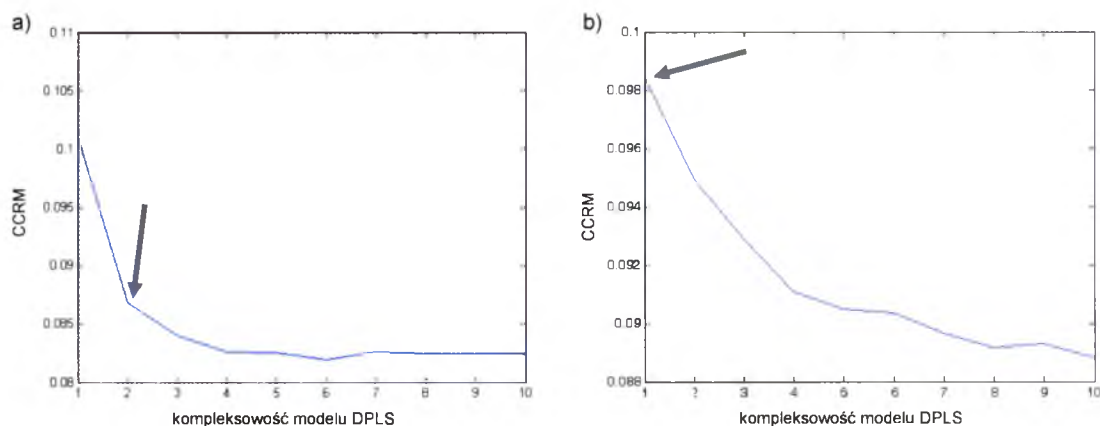 a)
0.11
0.105
0.1
0.095
0.09
0.085
0.08
CCRM
1 2 3 4 5 6 7 8 9 10
kompleksowość modelu DPLS
b)
0.1
0.098
0.096
0.094
0.092
0.09
0.088
CCRM
1 2 3 4 5 6 7 8 9 10
kompleksowość modelu DPLS